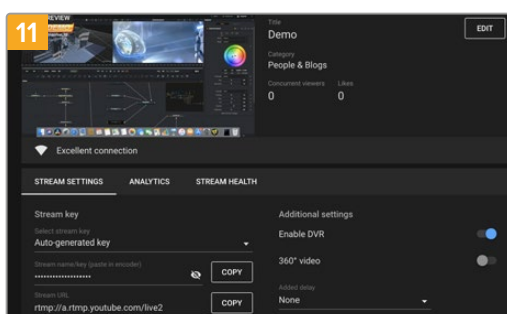 11
PREVIEW
Title
Demo
EDIT
Category
People & Blogs
Concurrent viewers Likes
0 0
Excellent connection
STREAM SETTINGS ANALYTICS STREAM HEALTH
Stream key
Additional settings
Select stream key
Auto-generated key
Enable DVR
360° video
Stream name/key (paste in encoder)
•••••••••••••••••••
COPY
Added delay
None
Stream URL
rtmp://a.rtmp.youtube.com/live2
COPY